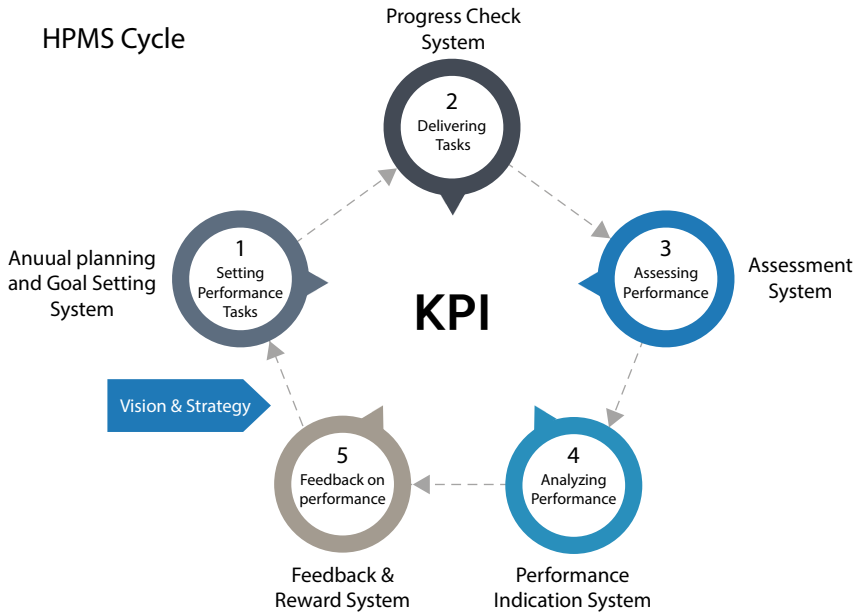 HPMS Cycle
Progress Check
System
2
Delivering
Tasks
1
Setting
Performance
Tasks
Anuual planning
and Goal Setting
System
3
Assessing
Performance
Assessment
System
KPI
Vision & Strategy
5
Feedback on
performance
4
Analyzing
Performance
Feedback &
Reward System
Performance
Indication System